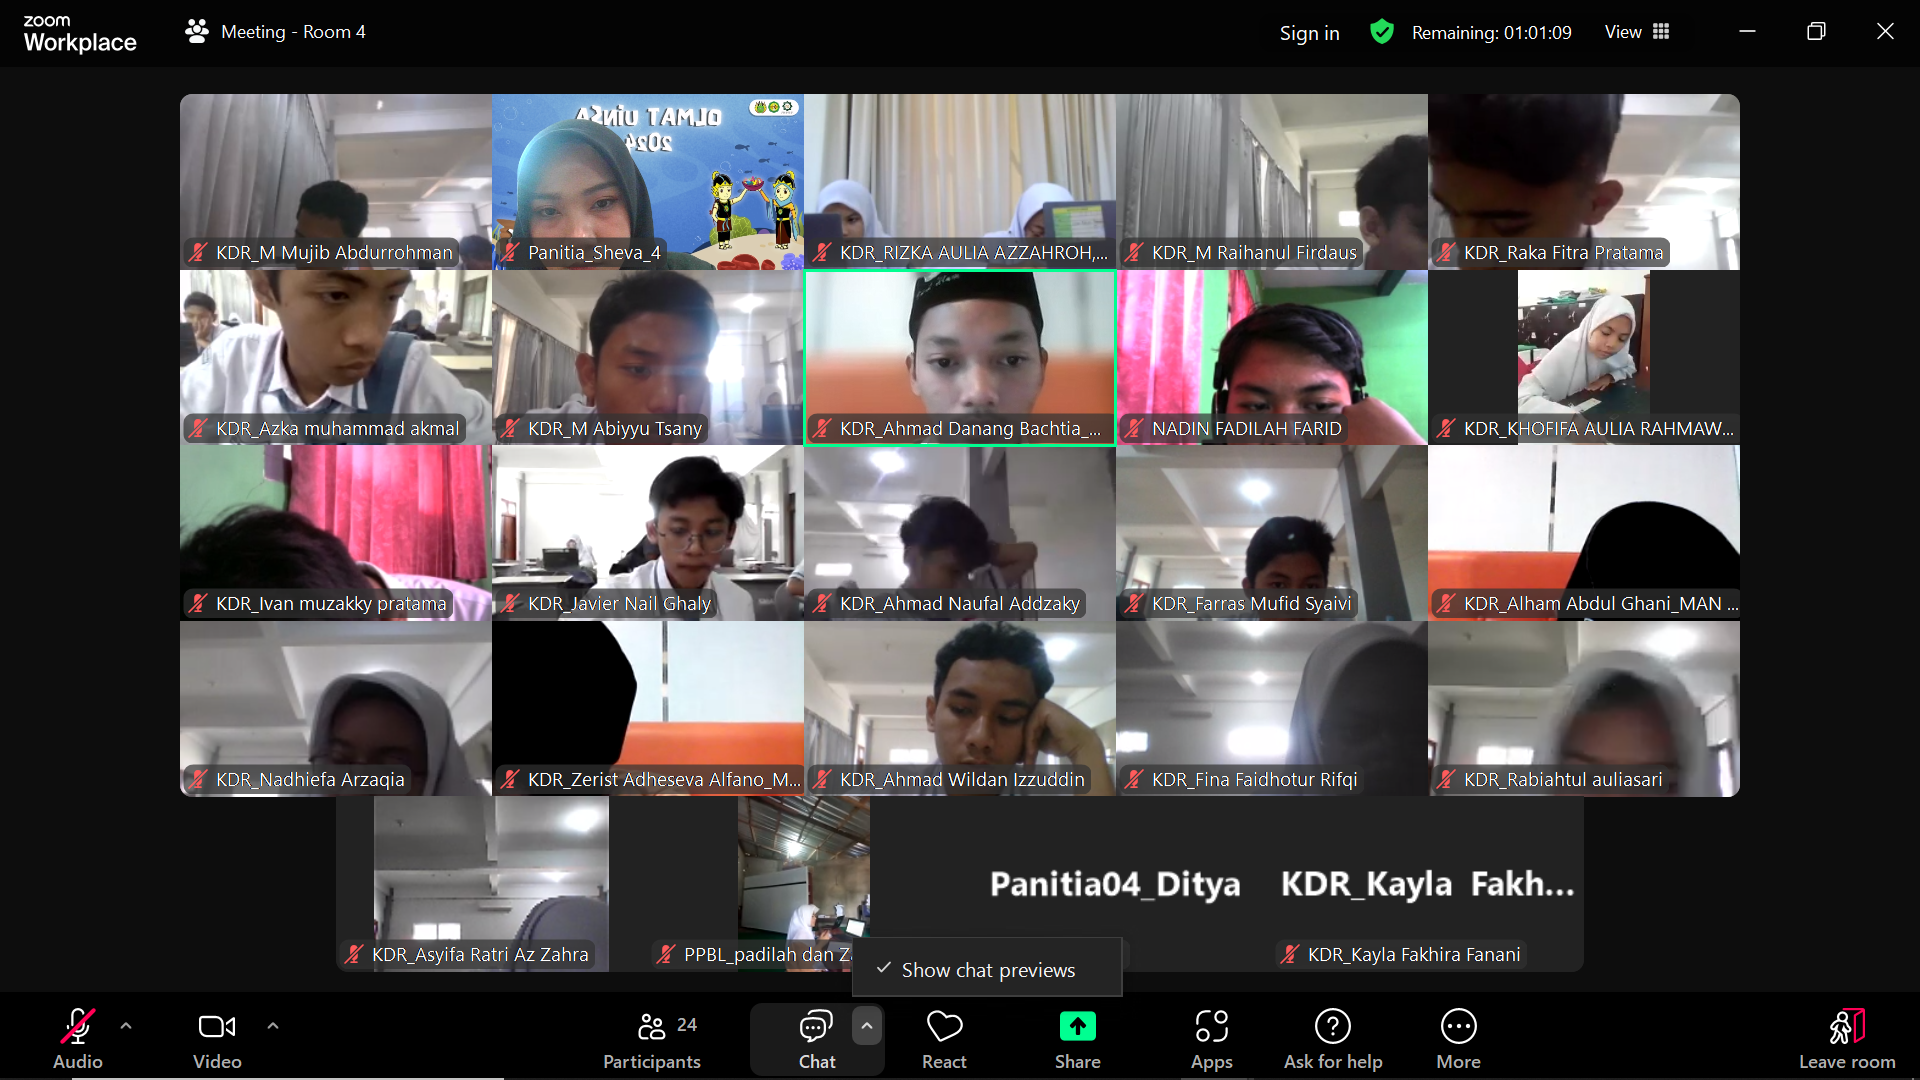 zoom
Workplace
Meeting - Room 4
Sign in
Remaining: 01:01:09
View
OLMAT UINSA
2024
KDR_M Mujib Abdurrohman
Panitia_Sheva_4
KDR_RIZKA AULIA AZZAHROH,...
KDR_M Raihanul Firdaus
KDR_Raka Fitra Pratama
KDR_Azka muhammad akmal
KDR_M Abiyyu Tsany
KDR_Ahmad Danang Bachtia_...
NADIN FADILAH FARID
KDR_KHOFIFA AULIA RAHMAW...
KDR_Ivan muzakky pratama
KDR_Javier Nail Ghaly
KDR_Ahmad Naufal Addzaky
KDR_Farras Mufid Syaivi
KDR_Alham Abdul Ghani_MAN ...
KDR_Nadhiefa Arzaqia
KDR_Zerist Adheseva Alfano_M...
KDR_Ahmad Wildan Izzuddin
KDR_Fina Faidhotur Rifqi
KDR_Rabiahtul auliasari
Panitia04_Ditya
KDR_Kayla Fakh...
KDR_Asyifa Ratri Az Zahra
PPBL_padilah dan Z
KDR_Kayla Fakhira Fanani
Show chat previews
Audio
Video
24
Participants
Chat
React
Share
Apps
Ask for help
More
Leave room